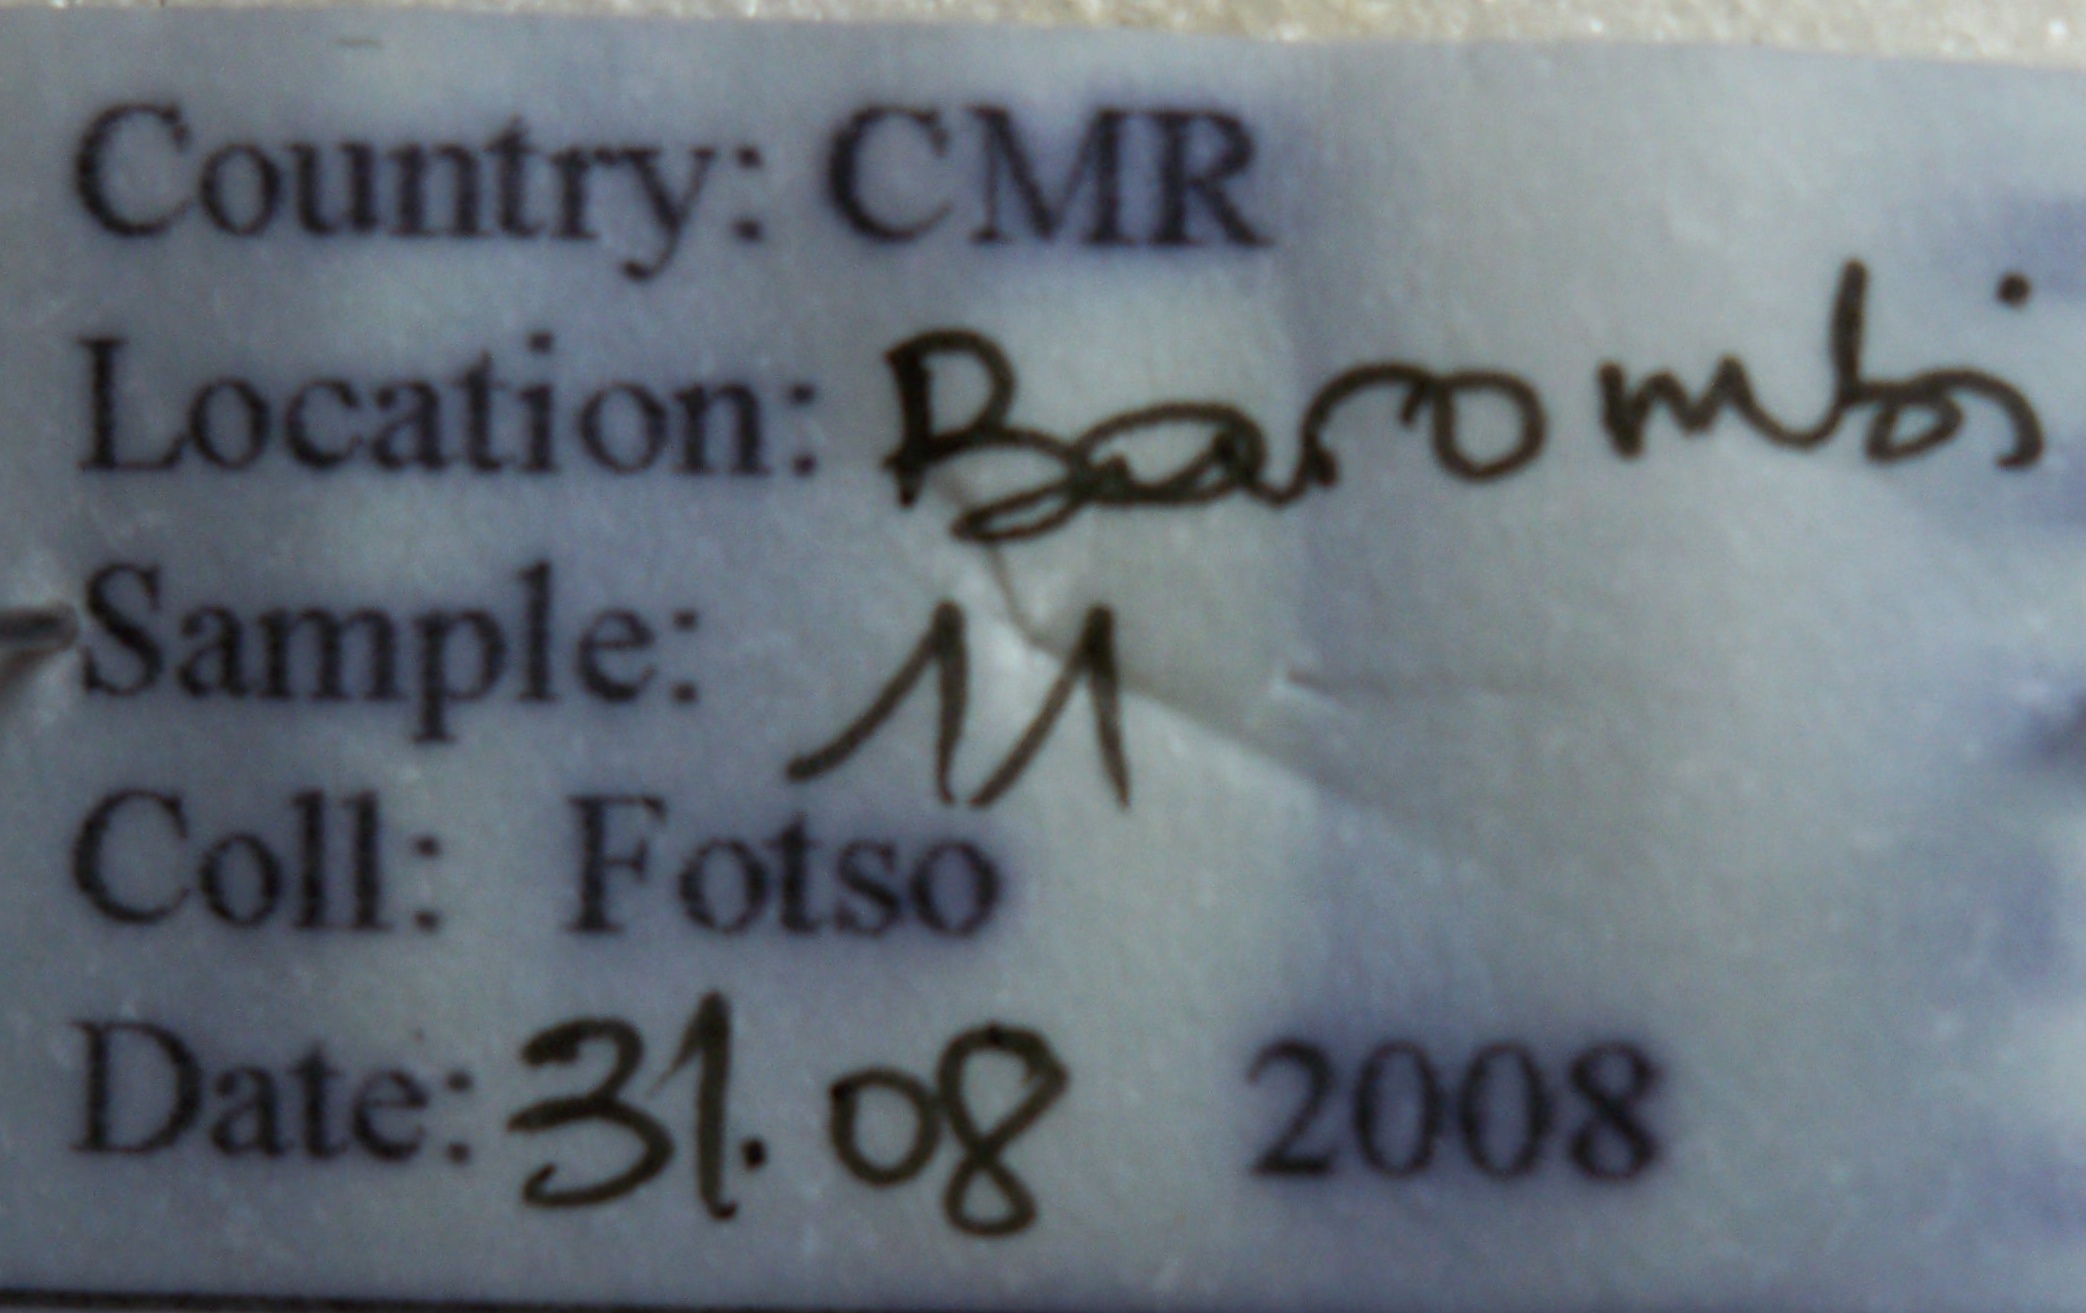 Country: CMR
Location: Barombi
Sample: 11
Coll: Fotso
Date: 31.08 2008